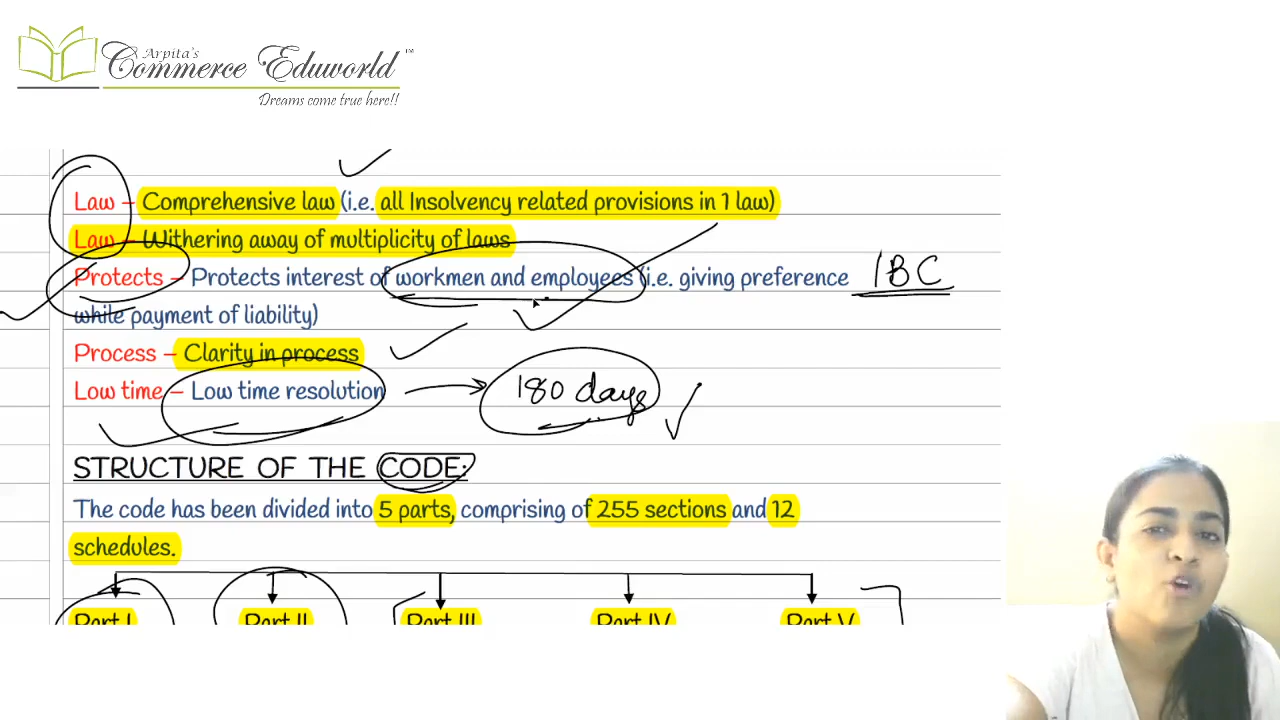 Arpita's
Commerce Eduworld™
Dreams come true here!!
Law – Comprehensive law (i.e. all Insolvency related provisions in 1 law)
Law – Withering away of multiplicity of laws
Protects – Protects interest of workmen and employees (i.e. giving preference IBC
while payment of liability)
Process – Clarity in process
Low time – Low time resolution → 180 days
STRUCTURE OF THE CODE:
The code has been divided into 5 parts, comprising of 255 sections and 12
schedules.
Part I Part II Part III Part IV Part V